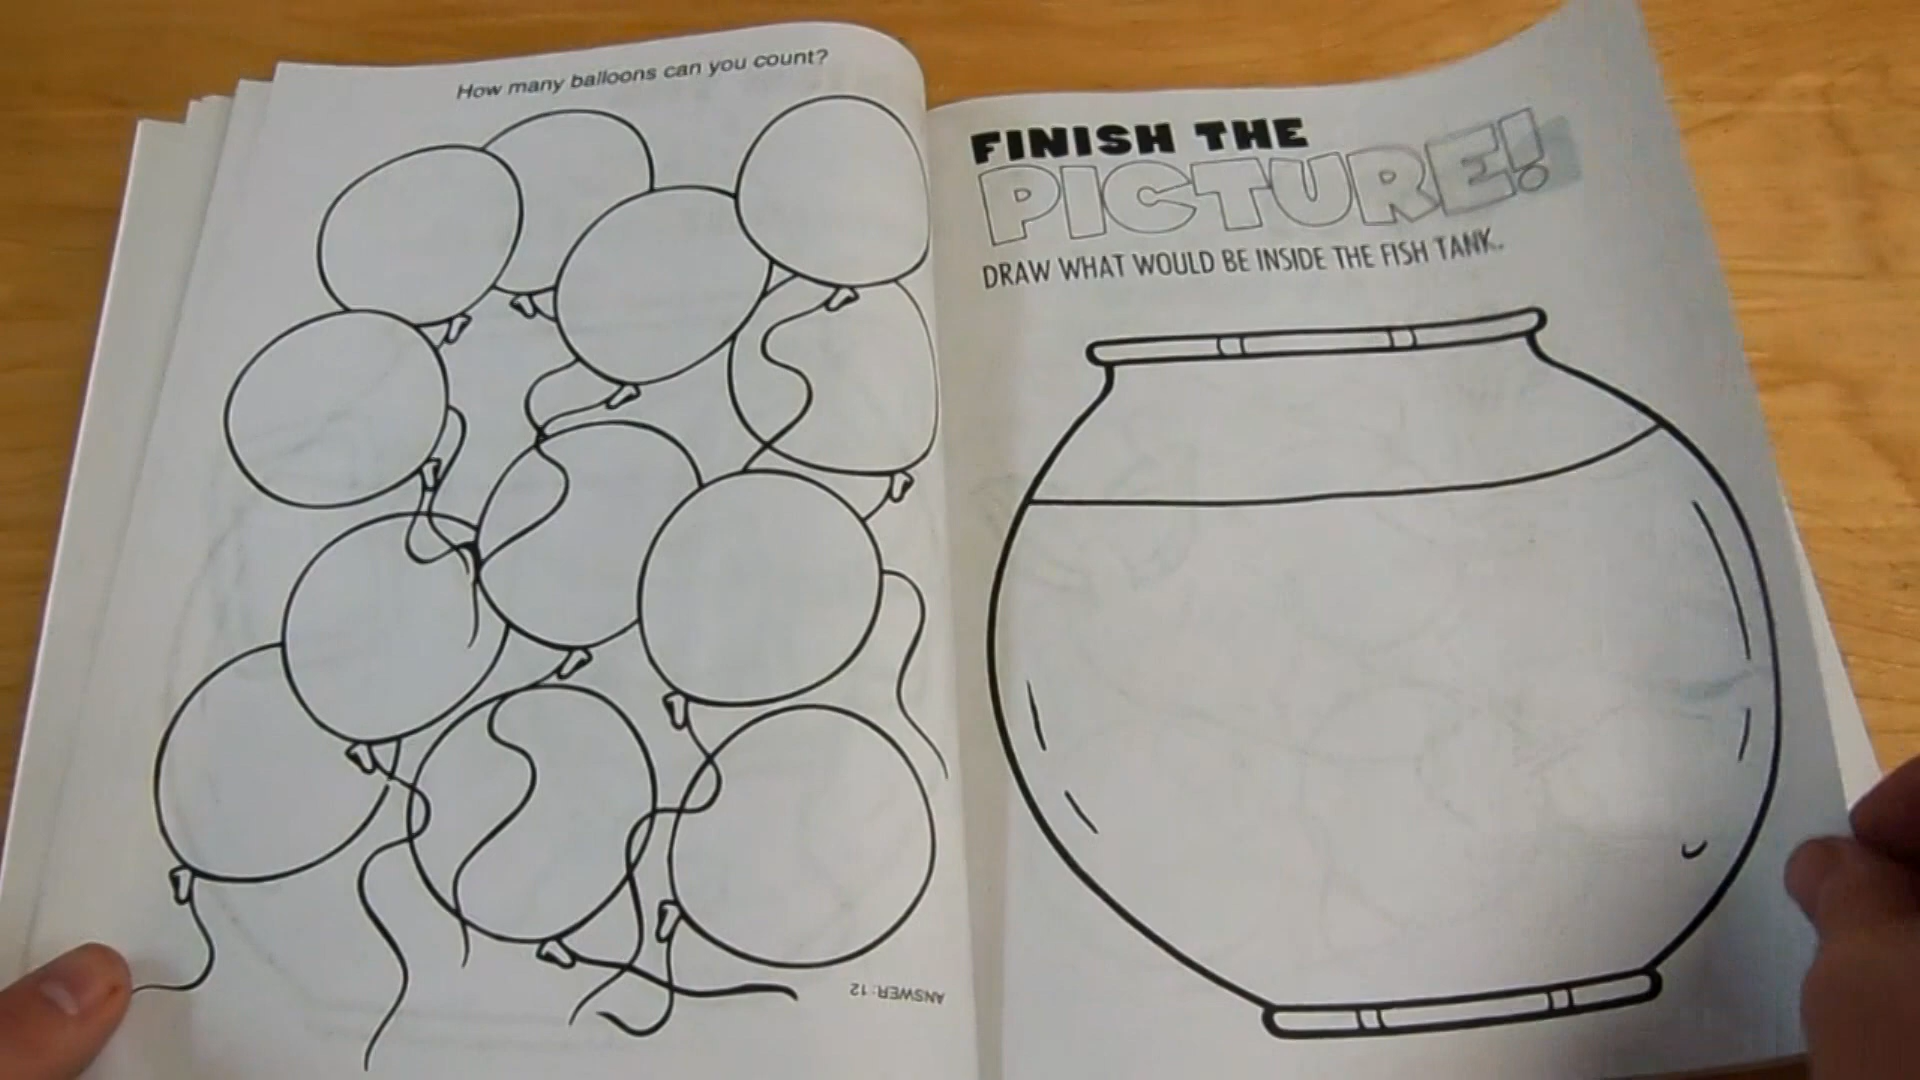 How many balloons can you count?
ANSWER: 12
FINISH THE
PICTURE!
DRAW WHAT WOULD BE INSIDE THE FISH TANK.